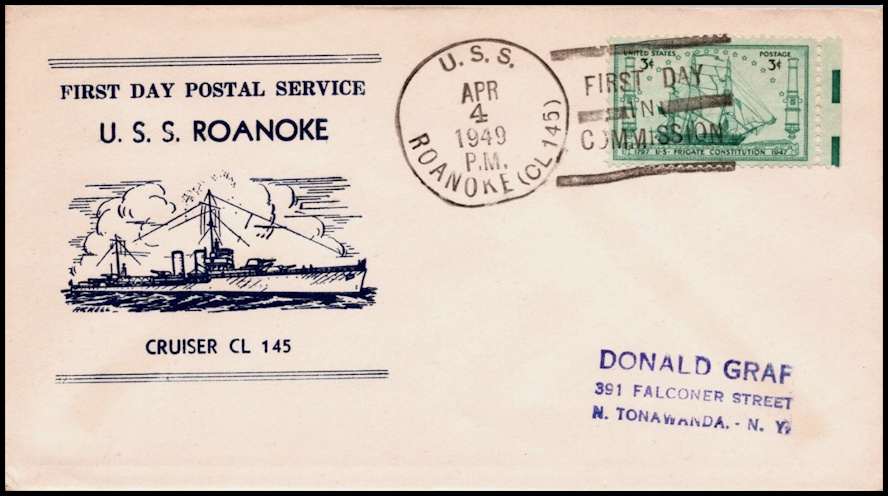 FIRST DAY POSTAL SERVICE
U. S. S. ROANOKE
CRUISER CL 145
U. S. S.
APR
4
1949
P.M.
ROANOKE (CL 145)
FIRST DAY
IN
COMMISSION
UNITED STATES POSTAGE
3¢ 3¢
1797 U·S· FRIGATE CONSTITUTION 1947
DONALD GRAF
391 FALCONER STREET
N. TONAWANDA. - N. Y.